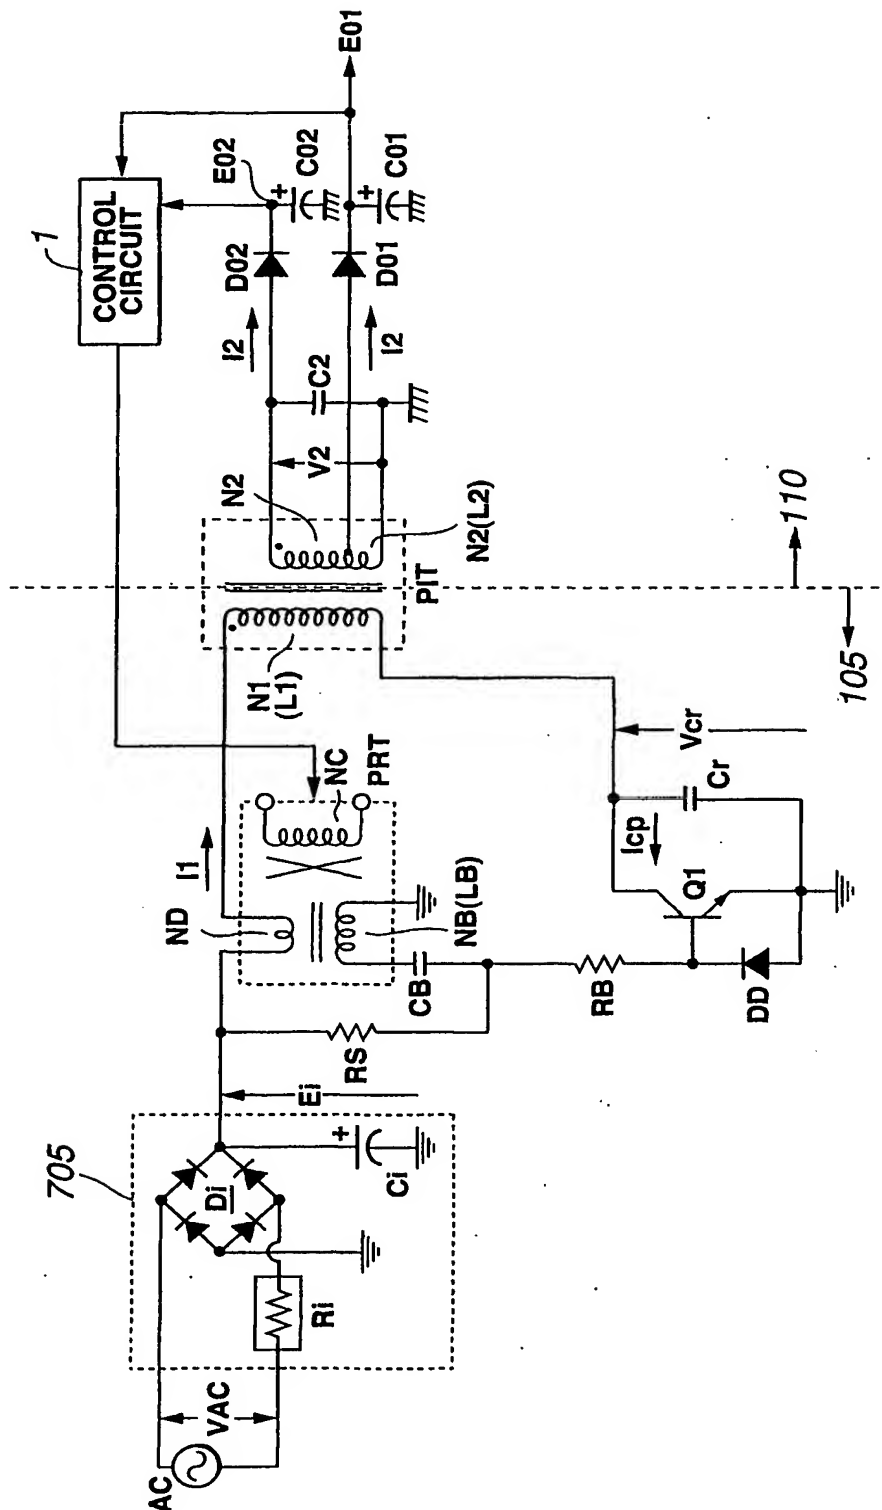 AC
VAC
705
Ri
Di
Ci
+
Ei
RS
ND
I1
CB
NB(LB)
NC
PRT
RB
DD
Q1
Icp
Cr
Vcr
105
110
N1
(L1)
PIT
N2
N2(L2)
V2
C2
I2
I2
D02
D01
E02
+
C02
+
C01
E01
1
CONTROL
CIRCUIT